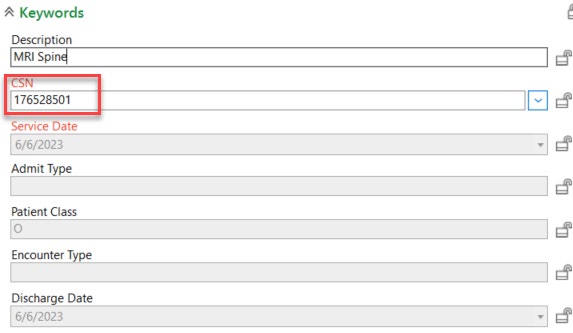 Keywords
Description
MRI Spine
CSN
176528501
Service Date
6/6/2023
Admit Type
Patient Class
O
Encounter Type
Discharge Date
6/6/2023